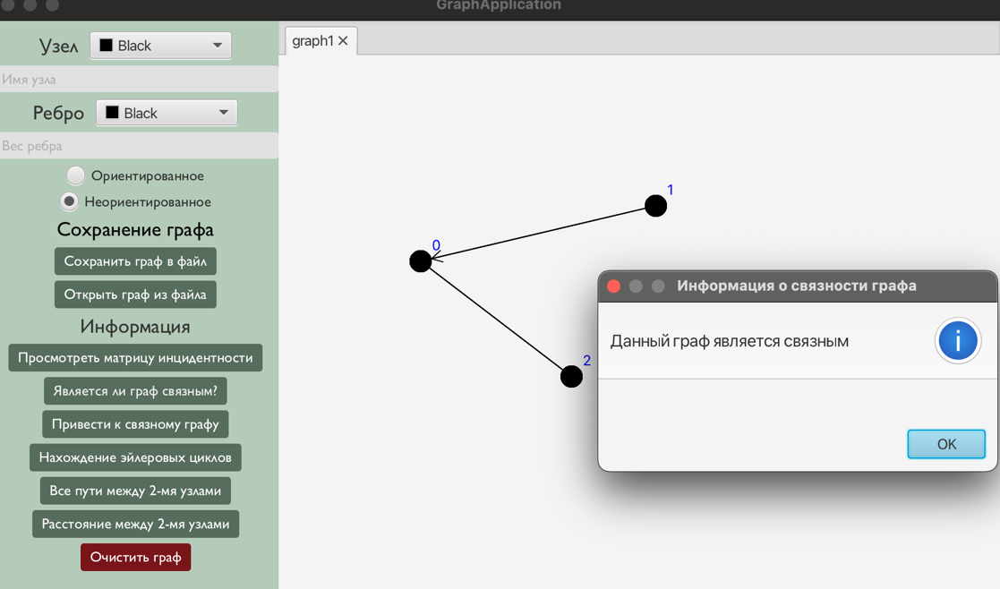 GraphApplication
Узел
Black
Имя узла
Ребро
Black
Вес ребра
Ориентированное
Неориентированное
Сохранение графа
Сохранить граф в файл
Открыть граф из файла
Информация
Просмотреть матрицу инцидентности
Является ли граф связным?
Привести к связному графу
Нахождение эйлеровых циклов
Все пути между 2-мя узлами
Расстояние между 2-мя узлами
Очистить граф
graph1
1
0
2
Информация о связности графа
Данный граф является связным
OK